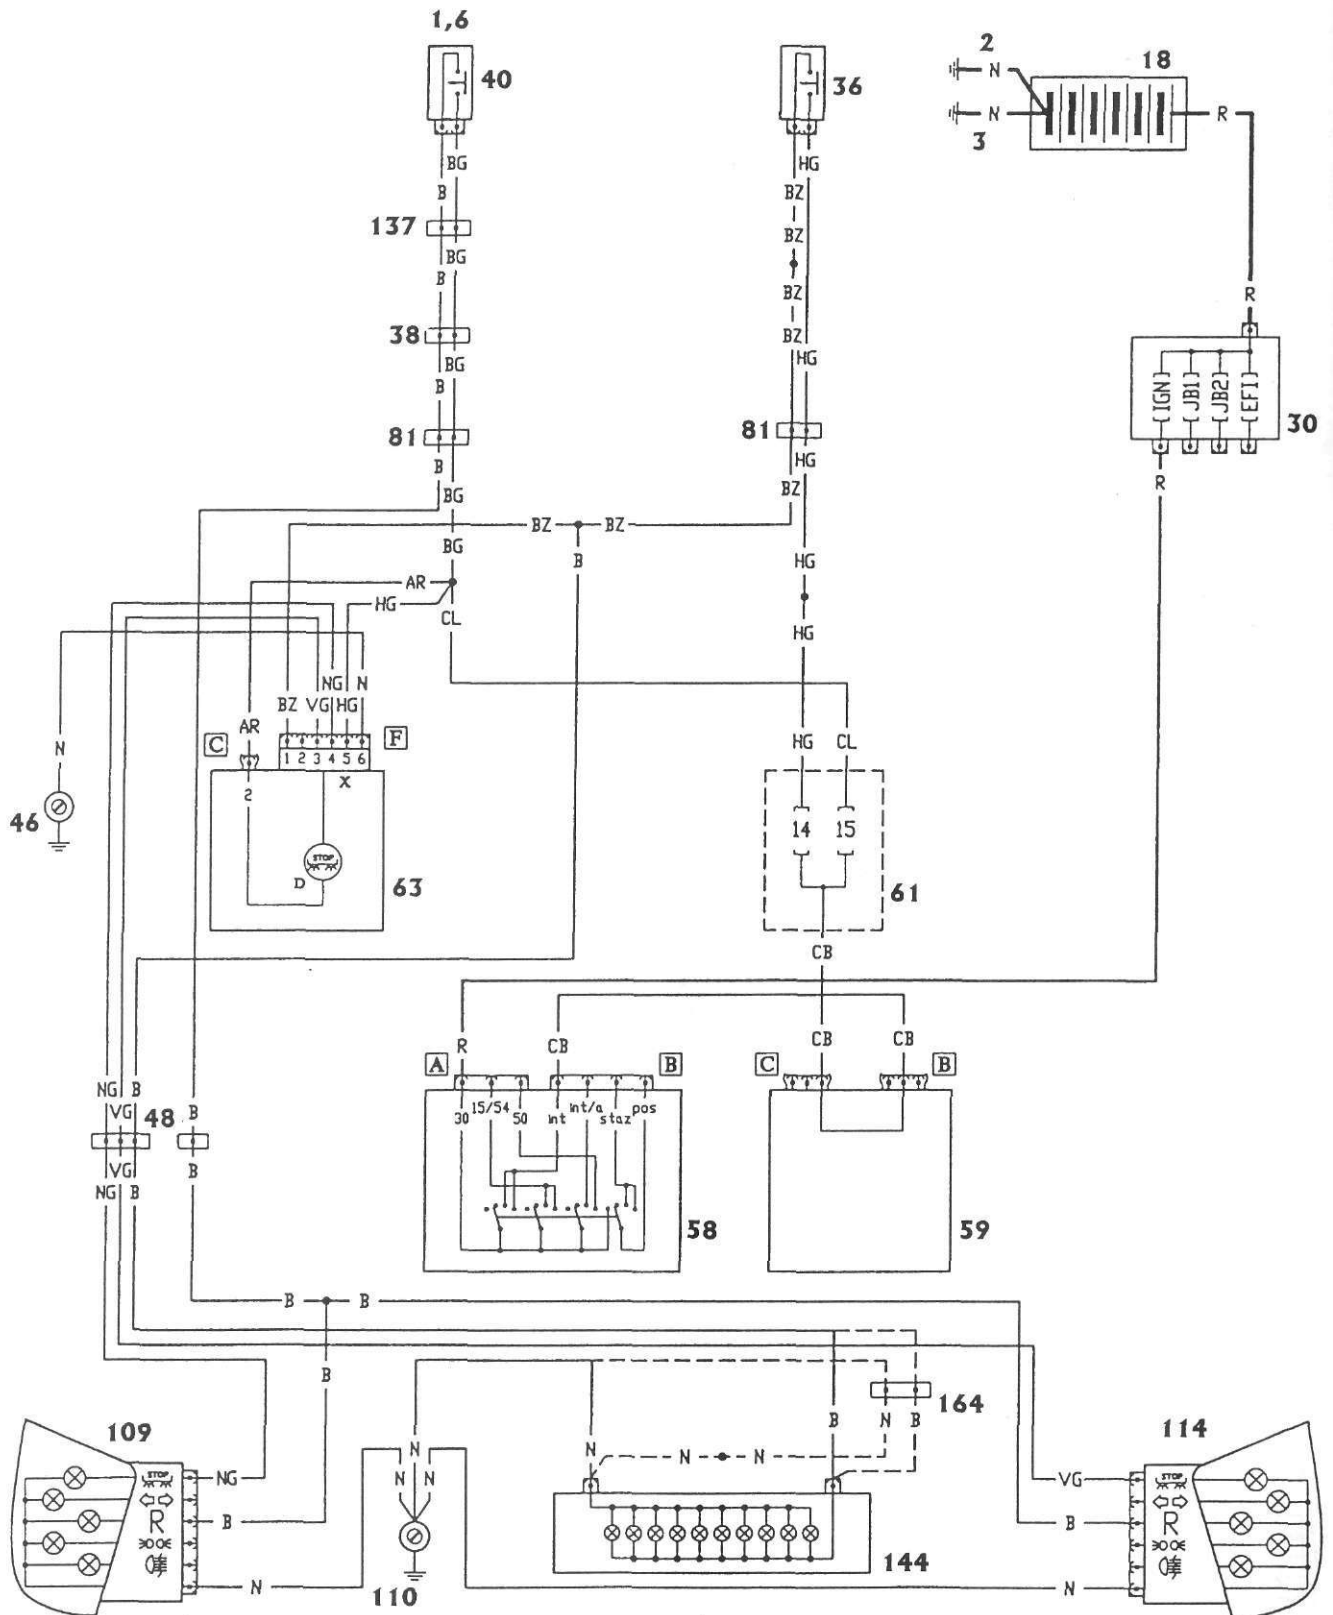 1,6
40
36
2
N
18
3
N
R
BG
B
HG
BZ
137
BG
B
BZ
BZ
R
38
BG
B
BZ
HG
IGN
JB1
JB2
EFI
30
81
B
81
HG
BG
BZ
R
BZ
BZ
BG
B
HG
AR
HG
CL
HG
NG
N
BZ
VG
HG
AR
C
F
N
1 2 3 4 5 6
X
2
HG
CL
46
14
15
STOP
D
63
61
CB
R
CB
CB
CB
A
B
C
B
30
15/54
50
int
int/a
staz
pos
NG
B
VG
48
B
VG
NG
B
B
58
59
B
B
B
164
N
B
B
109
114
N
N
N
N
N
N
STOP
NG
R
B
VG
STOP
B
R
N
110
144
N